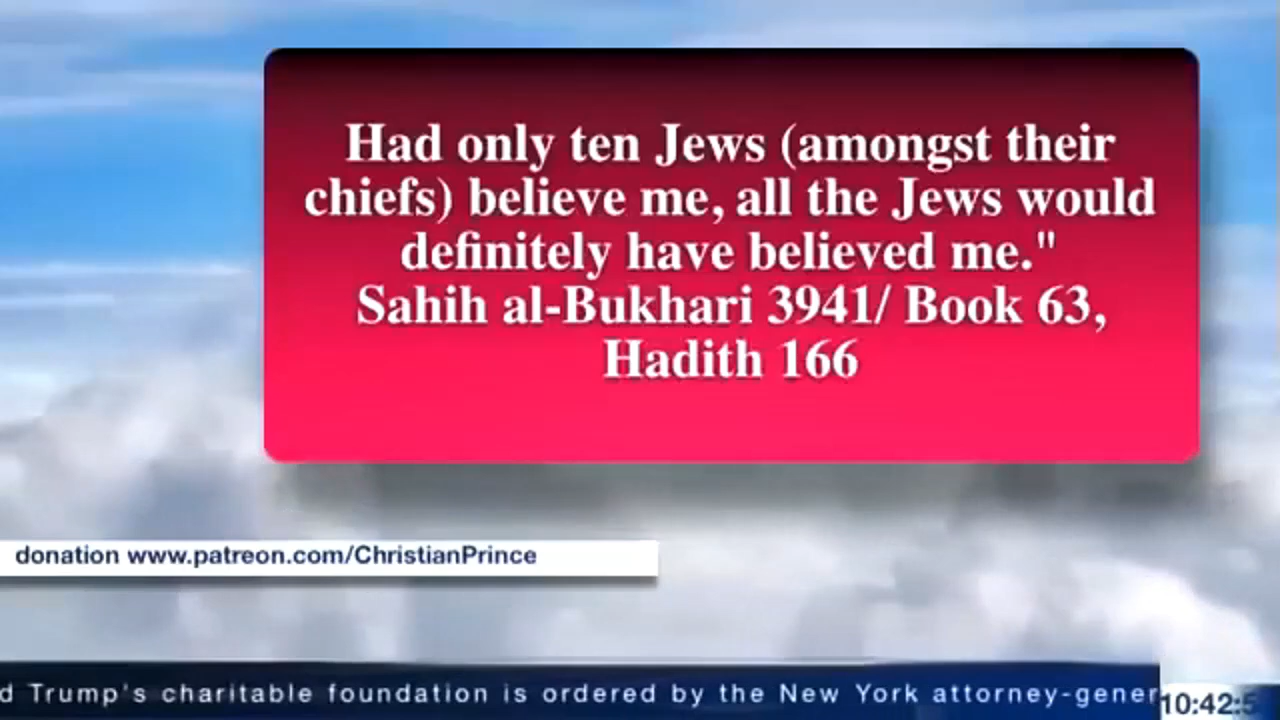 Had only ten Jews (amongst their
chiefs) believe me, all the Jews would
definitely have believed me."
Sahih al-Bukhari 3941/ Book 63,
Hadith 166
donation www.patreon.com/ChristianPrince
d Trump's charitable foundation is ordered by the New York attorney-gener
10:42:5